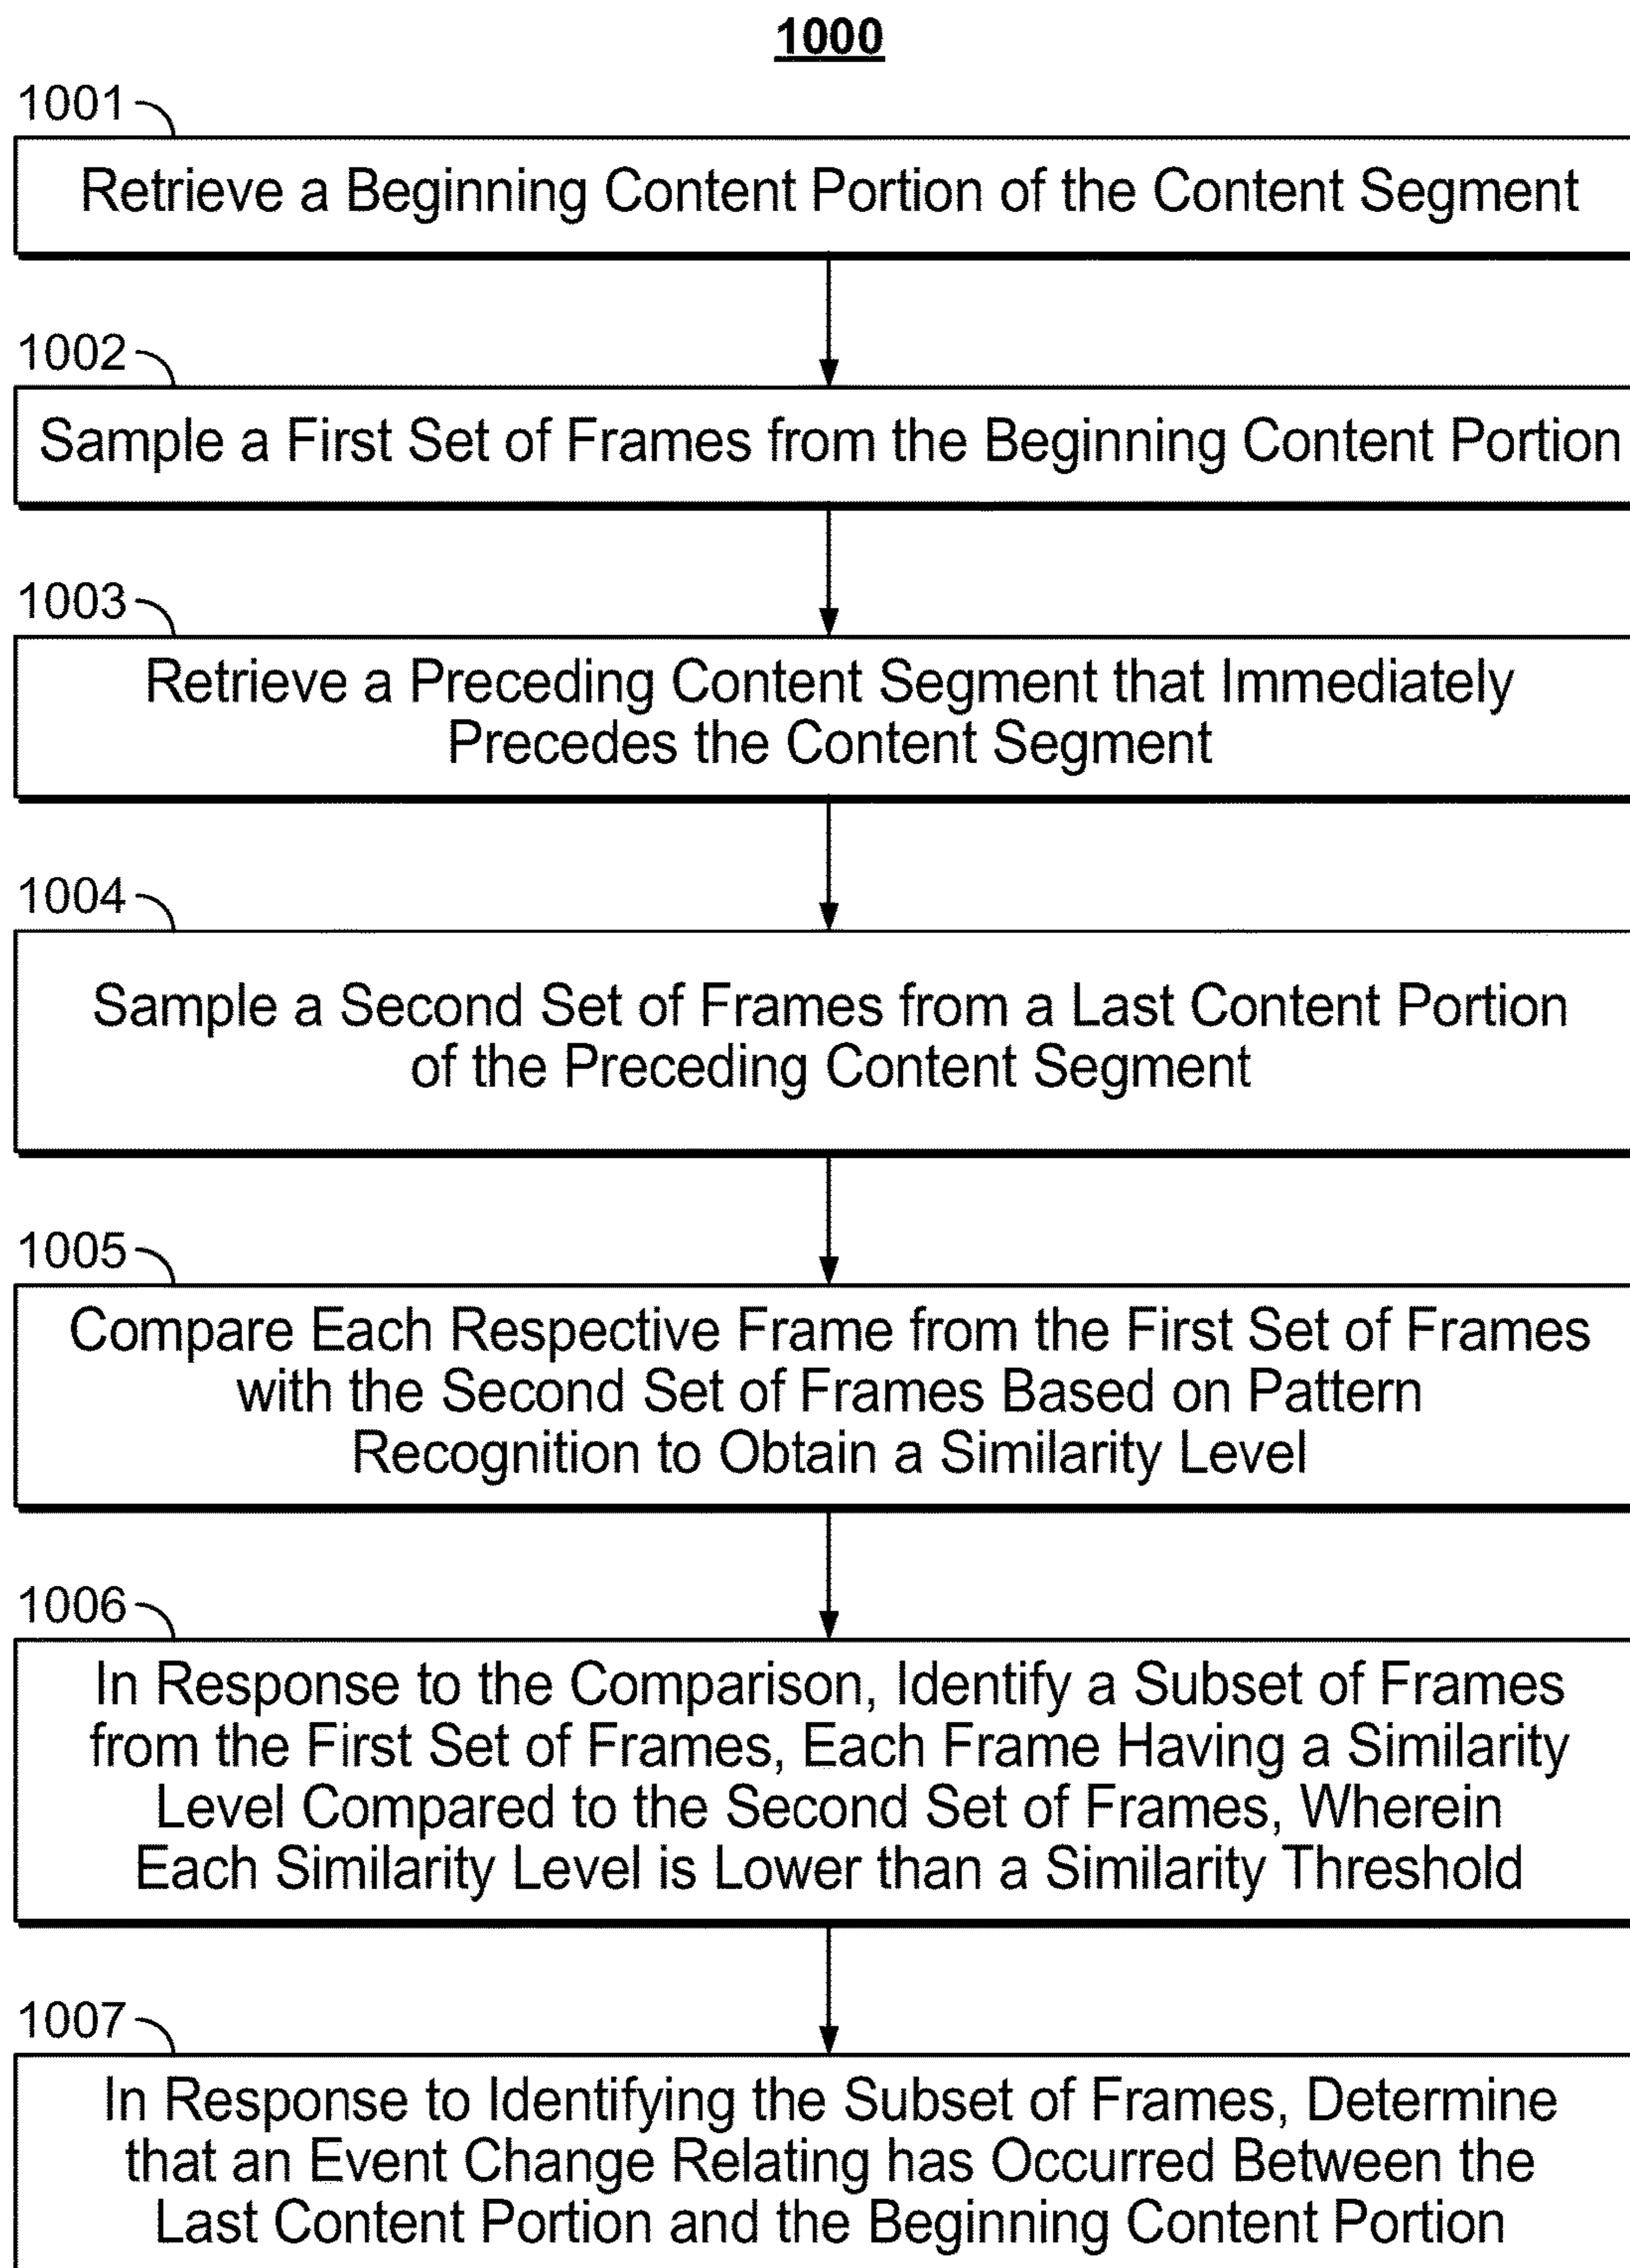 1000
1001
Retrieve a Beginning Content Portion of the Content Segment
1002
Sample a First Set of Frames from the Beginning Content Portion
1003
Retrieve a Preceding Content Segment that Immediately
Precedes the Content Segment
1004
Sample a Second Set of Frames from a Last Content Portion
of the Preceding Content Segment
1005
Compare Each Respective Frame from the First Set of Frames
with the Second Set of Frames Based on Pattern
Recognition to Obtain a Similarity Level
1006
In Response to the Comparison, Identify a Subset of Frames
from the First Set of Frames, Each Frame Having a Similarity
Level Compared to the Second Set of Frames, Wherein
Each Similarity Level is Lower than a Similarity Threshold
1007
In Response to Identifying the Subset of Frames, Determine
that an Event Change Relating has Occurred Between the
Last Content Portion and the Beginning Content Portion